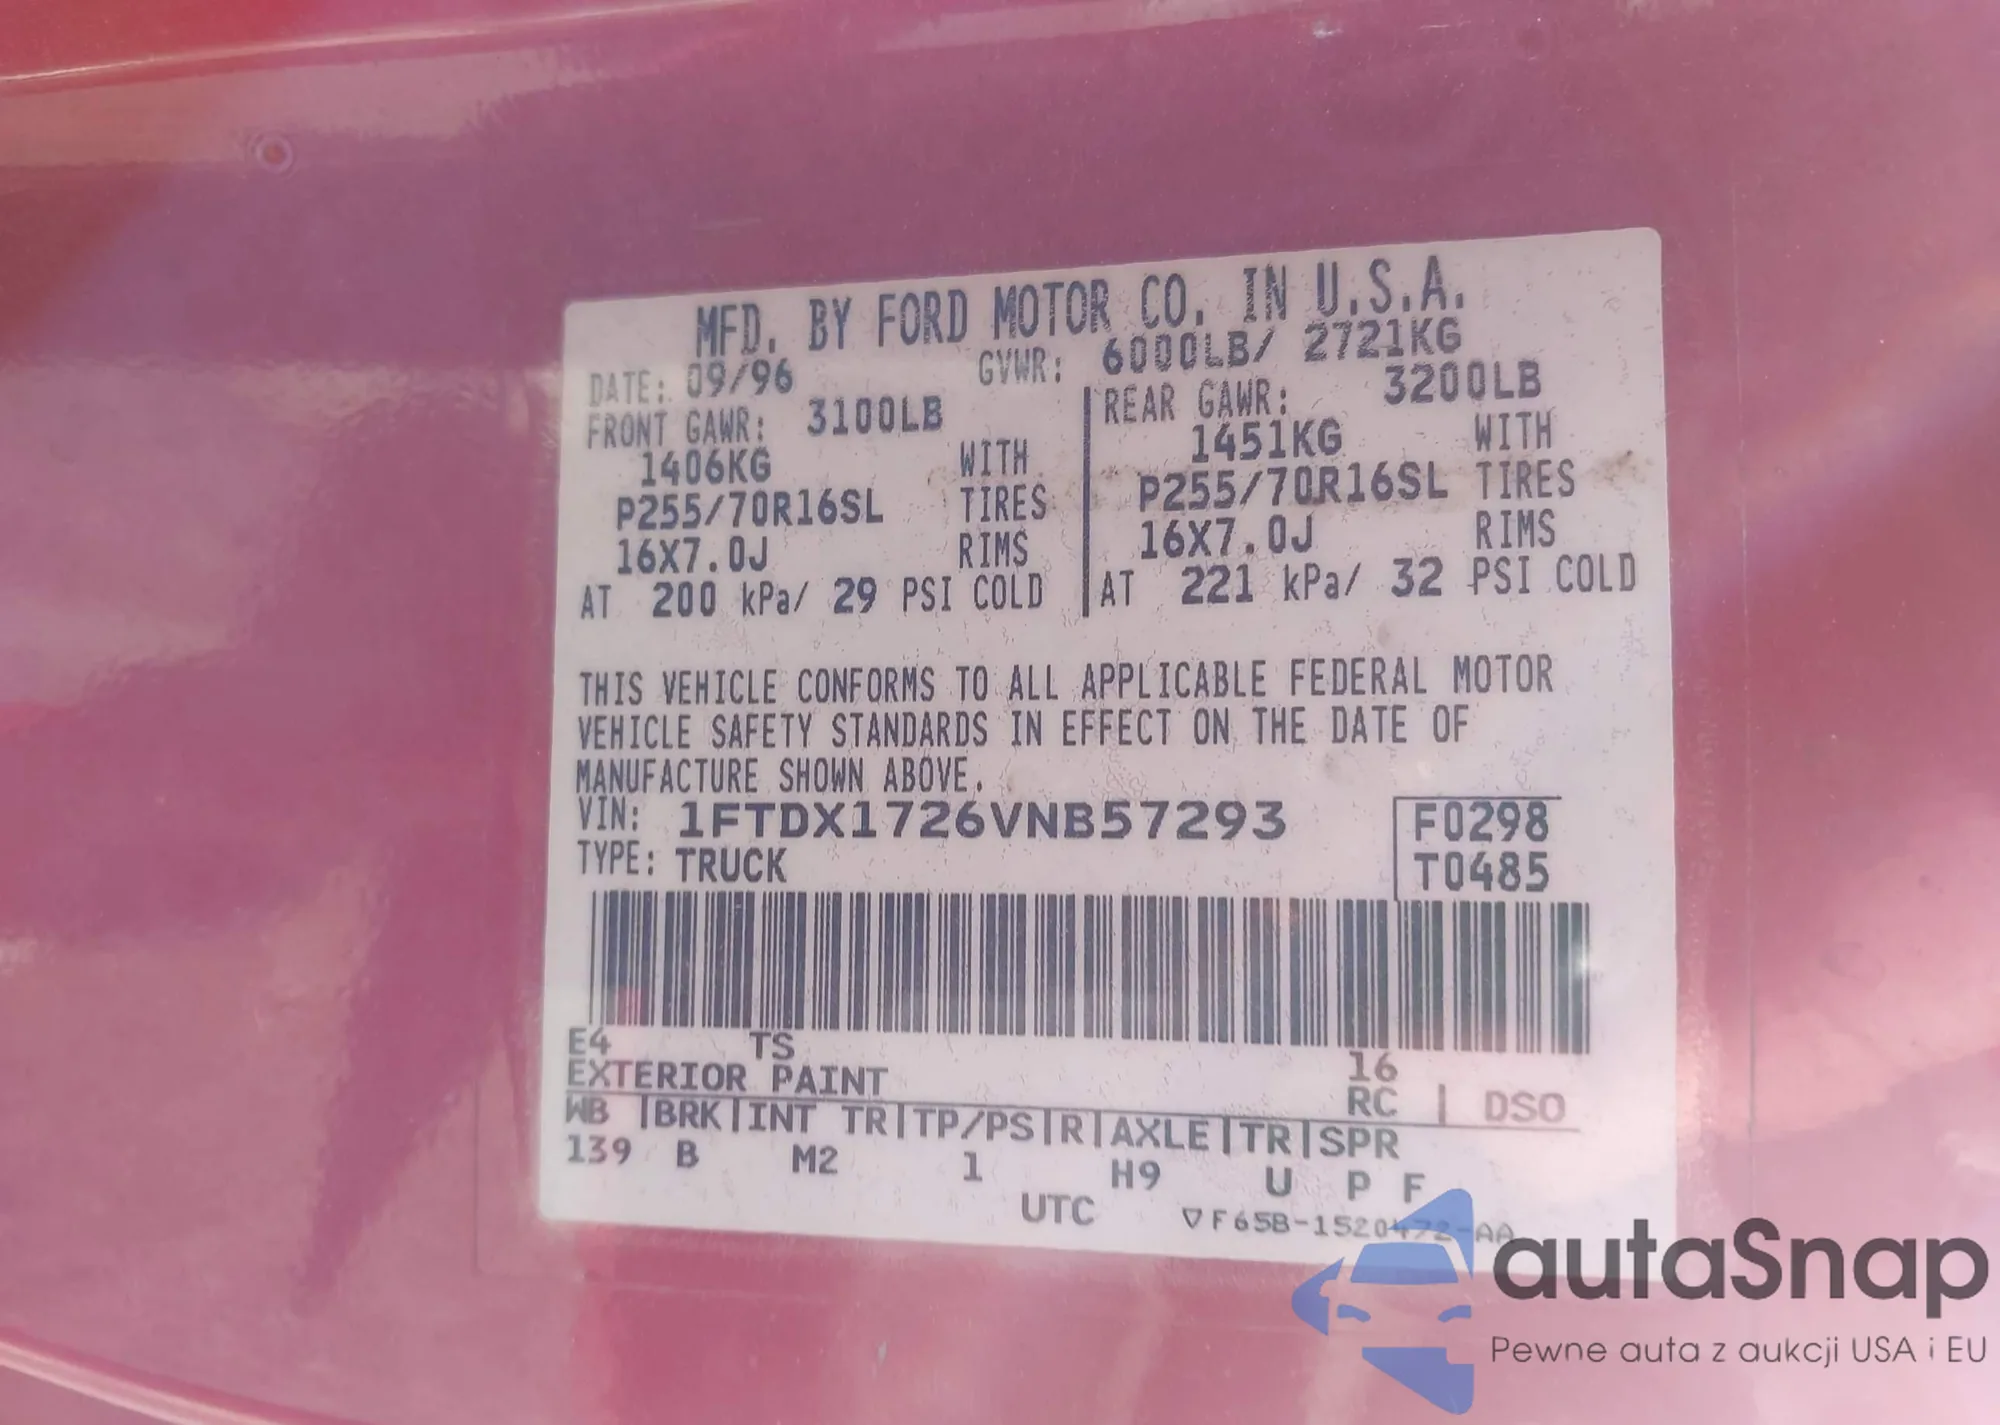 MFD. BY FORD MOTOR CO. IN U.S.A.
DATE: 09/96 GVWR: 6000LB/ 2721KG
FRONT GAWR: 3100LB REAR GAWR: 3200LB
1406KG WITH 1451KG WITH
P255/70R16SL TIRES P255/70R16SL TIRES
16X7.0J RIMS 16X7.0J RIMS
AT 200 kPa/ 29 PSI COLD AT 221 kPa/ 32 PSI COLD
THIS VEHICLE CONFORMS TO ALL APPLICABLE FEDERAL MOTOR
VEHICLE SAFETY STANDARDS IN EFFECT ON THE DATE OF
MANUFACTURE SHOWN ABOVE.
VIN: 1FTDX1726VNB57293 F0298
TYPE: TRUCK T0485
E4 TS 16
EXTERIOR PAINT RC | DSO
WB |BRK|INT TR|TP/PS|R|AXLE|TR|SPR
139 B M2 1 H9 U P F
UTC ▽F65B-1520472-AA
autaSnap
Pewne auta z aukcji USA i EU